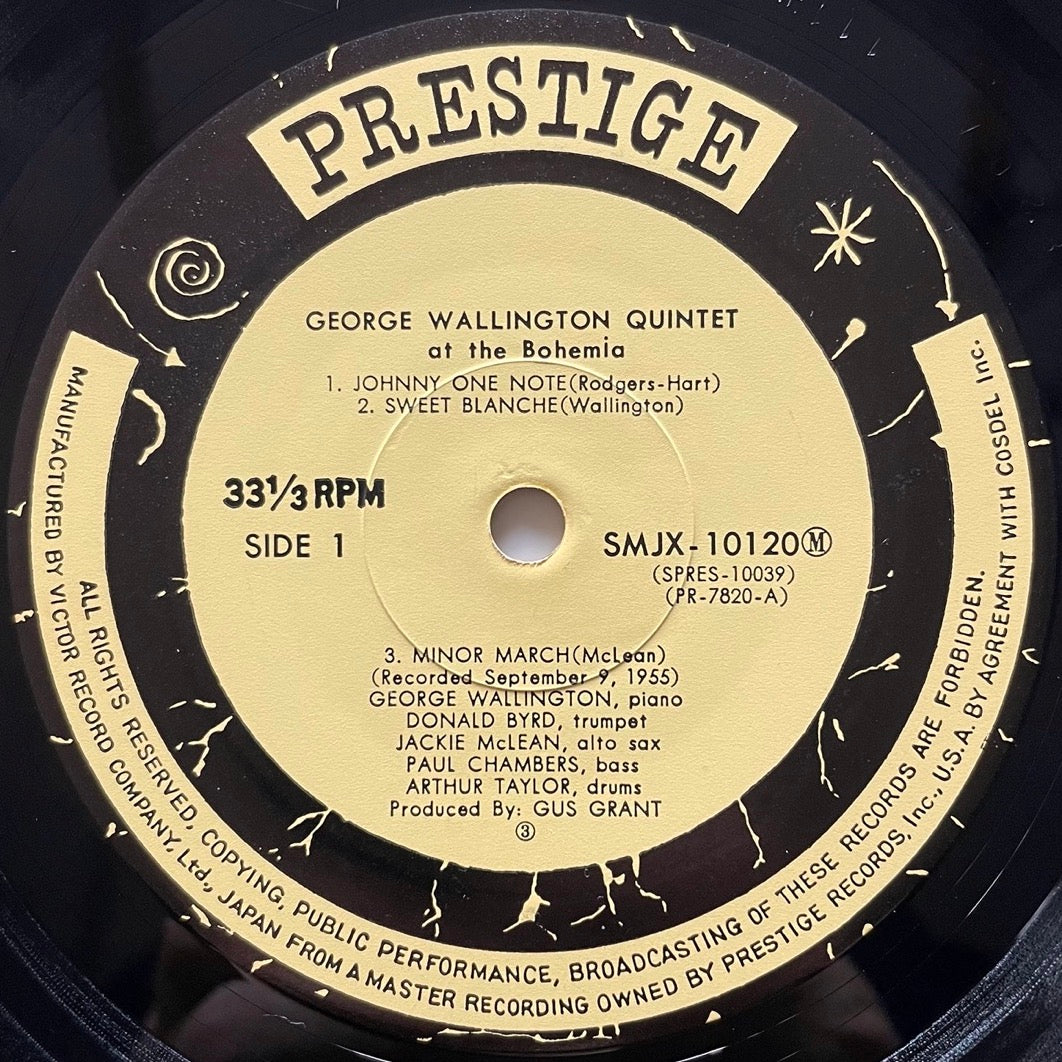 PRESTIGE
GEORGE WALLINGTON QUINTET
at the Bohemia
1. JOHNNY ONE NOTE(Rodgers-Hart)
2. SWEET BLANCHE(Wallington)
33 1/3 RPM
SIDE 1
SMJX-10120Ⓜ
(SPRES-10039)
(PR-7820-A)
3. MINOR MARCH(McLean)
(Recorded September 9, 1955)
GEORGE WALLINGTON, piano
DONALD BYRD, trumpet
JACKIE McLEAN, alto sax
PAUL CHAMBERS, bass
ARTHUR TAYLOR, drums
Produced By: GUS GRANT
③
ALL RIGHTS RESERVED, COPYING, PUBLIC PERFORMANCE, BROADCASTING OF THESE RECORDS ARE FORBIDDEN.
MANUFACTURED BY VICTOR RECORD COMPANY, Ltd., JAPAN FROM A MASTER RECORDING OWNED BY PRESTIGE RECORDS, Inc., U.S.A. BY AGREEMENT WITH COSDEL Inc.